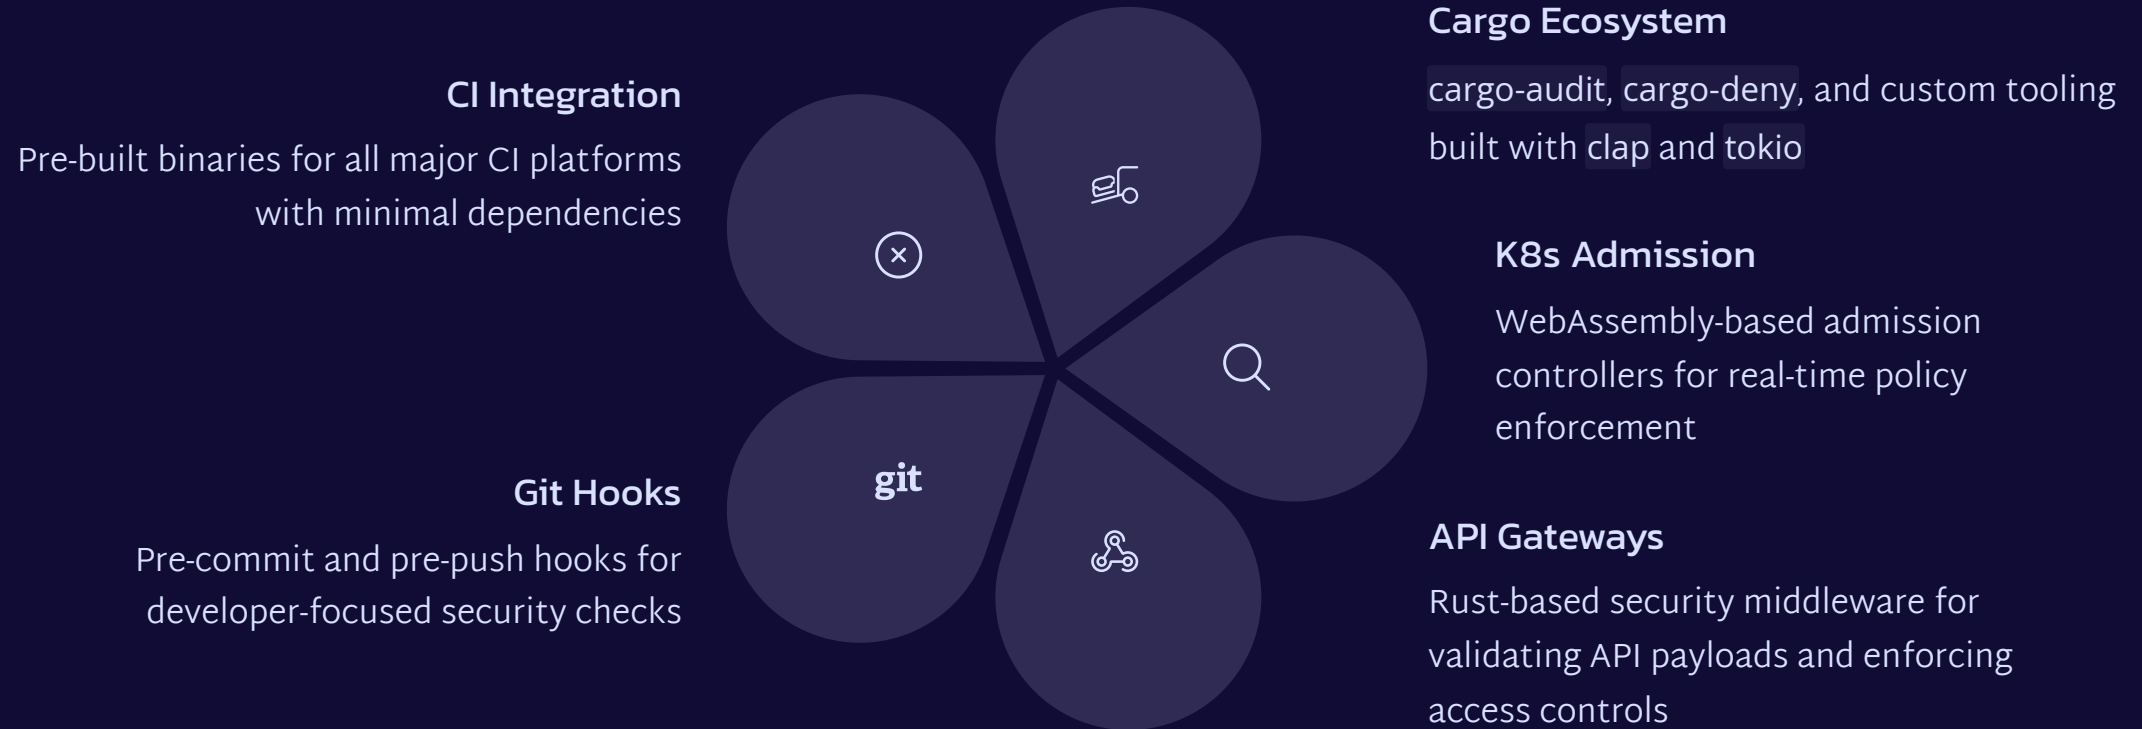 CI Integration
Pre-built binaries for all major CI platforms
with minimal dependencies
Cargo Ecosystem
cargo-audit, cargo-deny, and custom tooling
built with clap and tokio
K8s Admission
WebAssembly-based admission
controllers for real-time policy
enforcement
Git Hooks
Pre-commit and pre-push hooks for
developer-focused security checks
git
API Gateways
Rust-based security middleware for
validating API payloads and enforcing
access controls